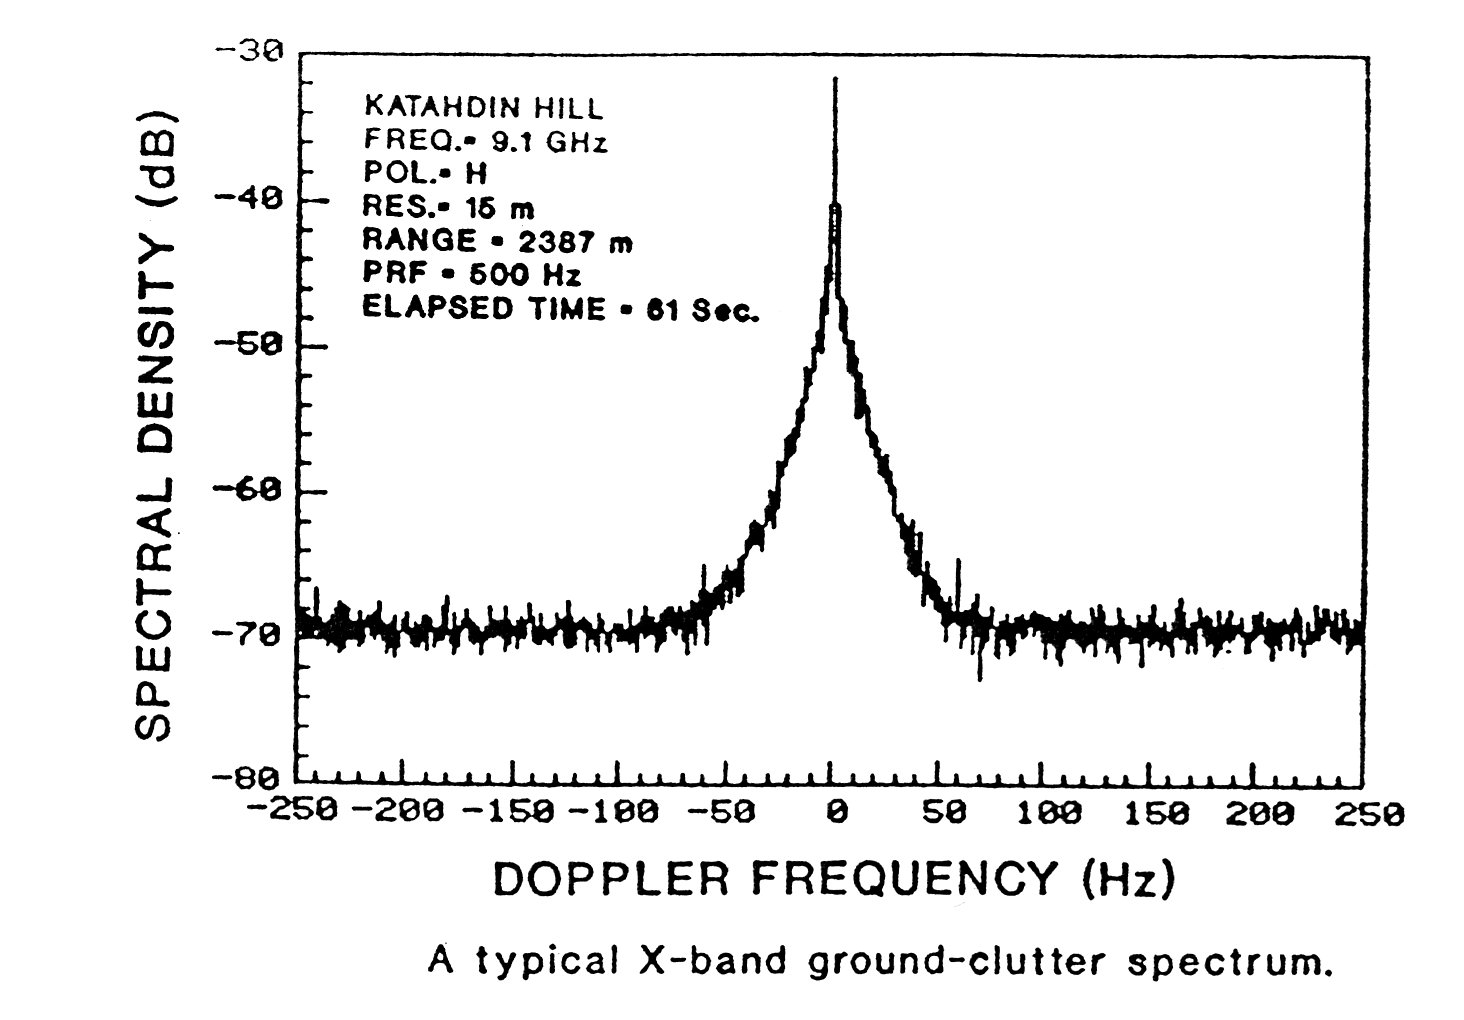 -30
KATAHDIN HILL
FREQ.= 9.1 GHz
POL.= H
-40
RES.= 15 m
RANGE = 2387 m
PRF = 500 Hz
ELAPSED TIME = 61 Sec.
-50
-60
-70
-80
SPECTRAL DENSITY (dB)
-250 -200 -150 -100 -50 0 50 100 150 200 250
DOPPLER FREQUENCY (Hz)
A typical X-band ground-clutter spectrum.